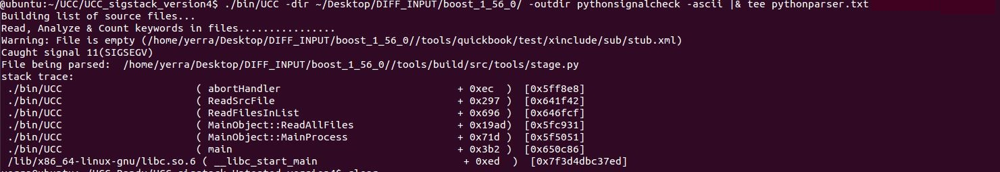 @ubuntu:~/UCC/UCC_sigstack_version4$ ./bin/UCC -dir ~/Desktop/DIFF_INPUT/boost_1_56_0/ -outdir pythonsignalcheck -ascii |& tee pythonparser.txt
Building list of source files...
Read, Analyze & Count keywords in files................
Warning: File is empty (/home/yerra/Desktop/DIFF_INPUT/boost_1_56_0//tools/quickbook/test/xinclude/sub/stub.xml)
Caught signal 11(SIGSEGV)
File being parsed:  /home/yerra/Desktop/DIFF_INPUT/boost_1_56_0//tools/build/src/tools/stage.py
stack trace:
./bin/UCC ( abortHandler + 0xec ) [0x5ff8e8]
./bin/UCC ( ReadSrcFile + 0x297 ) [0x641f42]
./bin/UCC ( ReadFilesInList + 0x696 ) [0x646fcf]
./bin/UCC ( MainObject::ReadAllFiles + 0x19ad) [0x5fc931]
./bin/UCC ( MainObject::MainProcess + 0x71d ) [0x5f5051]
./bin/UCC ( main + 0x3b2 ) [0x650c86]
/lib/x86_64-linux-gnu/libc.so.6 ( __libc_start_main + 0xed ) [0x7f3d4dbc37ed]